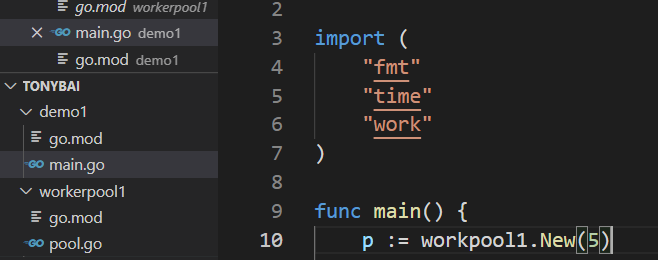 go.mod workerpool1
main.go demo1
go.mod demo1
TONYBAI
demo1
go.mod
main.go
workerpool1
go.mod
pool.go
2
3 import (
4 "fmt"
5 "time"
6 "work"
7 )
8
9 func main() {
10 p := workpool1.New(5)